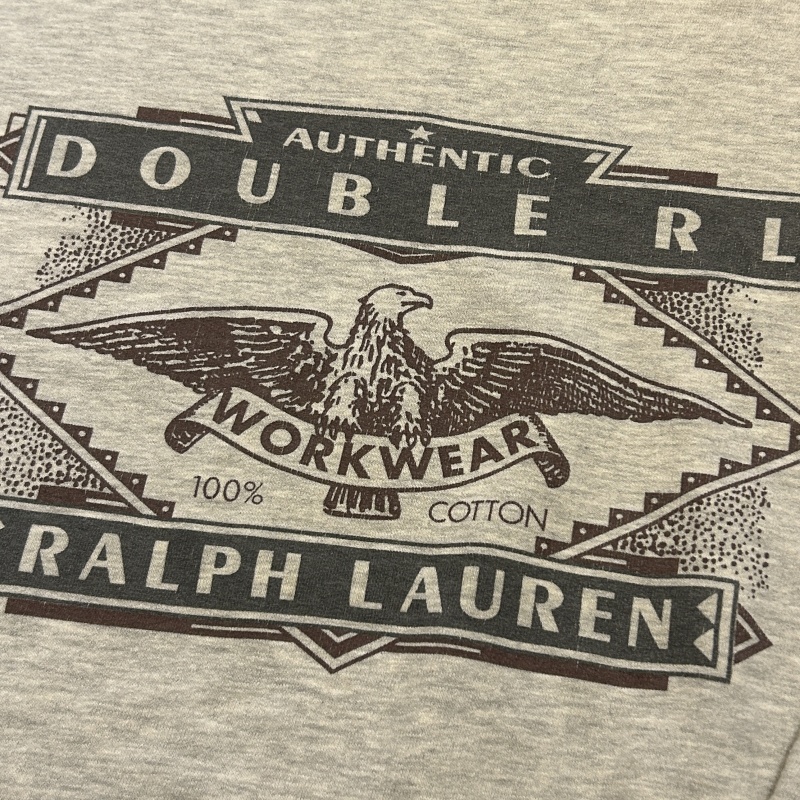 AUTHENTIC
DOUBLE RL
WORKWEAR
100% COTTON
RALPH LAUREN